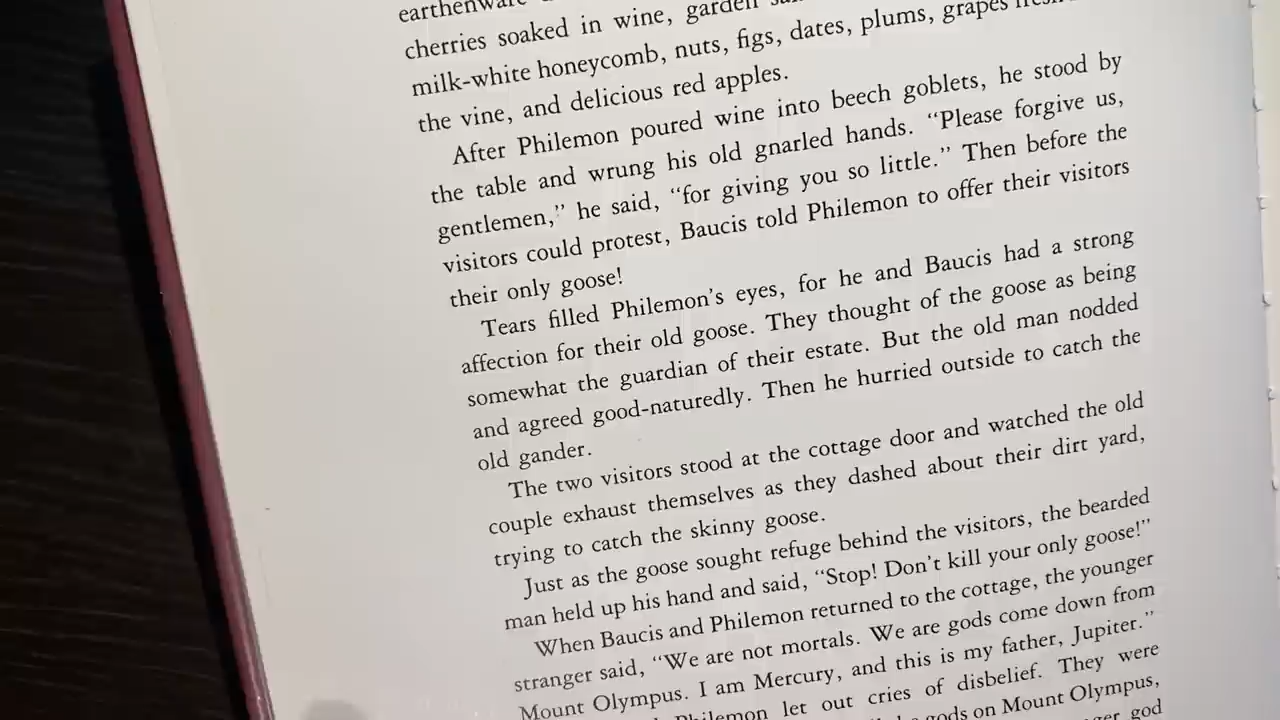 earthenware
cherries soaked in wine, garden
milk-white honeycomb, nuts, figs, dates, plums, grapes
the vine, and delicious red apples.
After Philemon poured wine into beech goblets, he stood by
the table and wrung his old gnarled hands. “Please forgive us,
gentlemen,” he said, “for giving you so little.” Then before the
visitors could protest, Baucis told Philemon to offer their visitors
their only goose!
Tears filled Philemon’s eyes, for he and Baucis had a strong
affection for their old goose. They thought of the goose as being
somewhat the guardian of their estate. But the old man nodded
and agreed good-naturedly. Then he hurried outside to catch the
old gander.
The two visitors stood at the cottage door and watched the old
couple exhaust themselves as they dashed about their dirt yard,
trying to catch the skinny goose.
Just as the goose sought refuge behind the visitors, the bearded
man held up his hand and said, “Stop! Don’t kill your only goose!”
When Baucis and Philemon returned to the cottage, the younger
stranger said, “We are not mortals. We are gods come down from
Mount Olympus. I am Mercury, and this is my father, Jupiter.”
Philemon let out cries of disbelief. They were
gods on Mount Olympus,
god